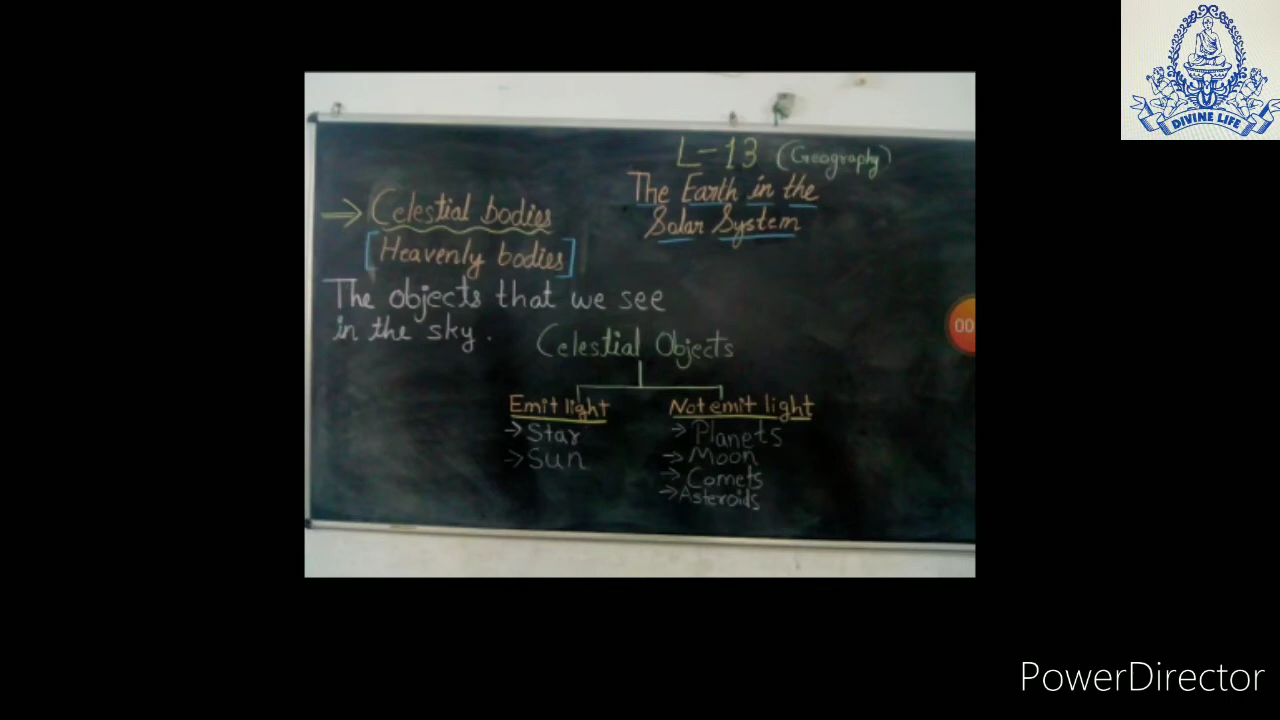 DIVINE LIFE
L-13 (Geography)
The Earth in the
Solar System
→ Celestial bodies
[Heavenly bodies]
The objects that we see
in the sky.
Celestial Objects
Emit light
→ Star
→ Sun
Not emit light
→ Planets
→ Moon
→ Comets
→ Asteroids
00
PowerDirector